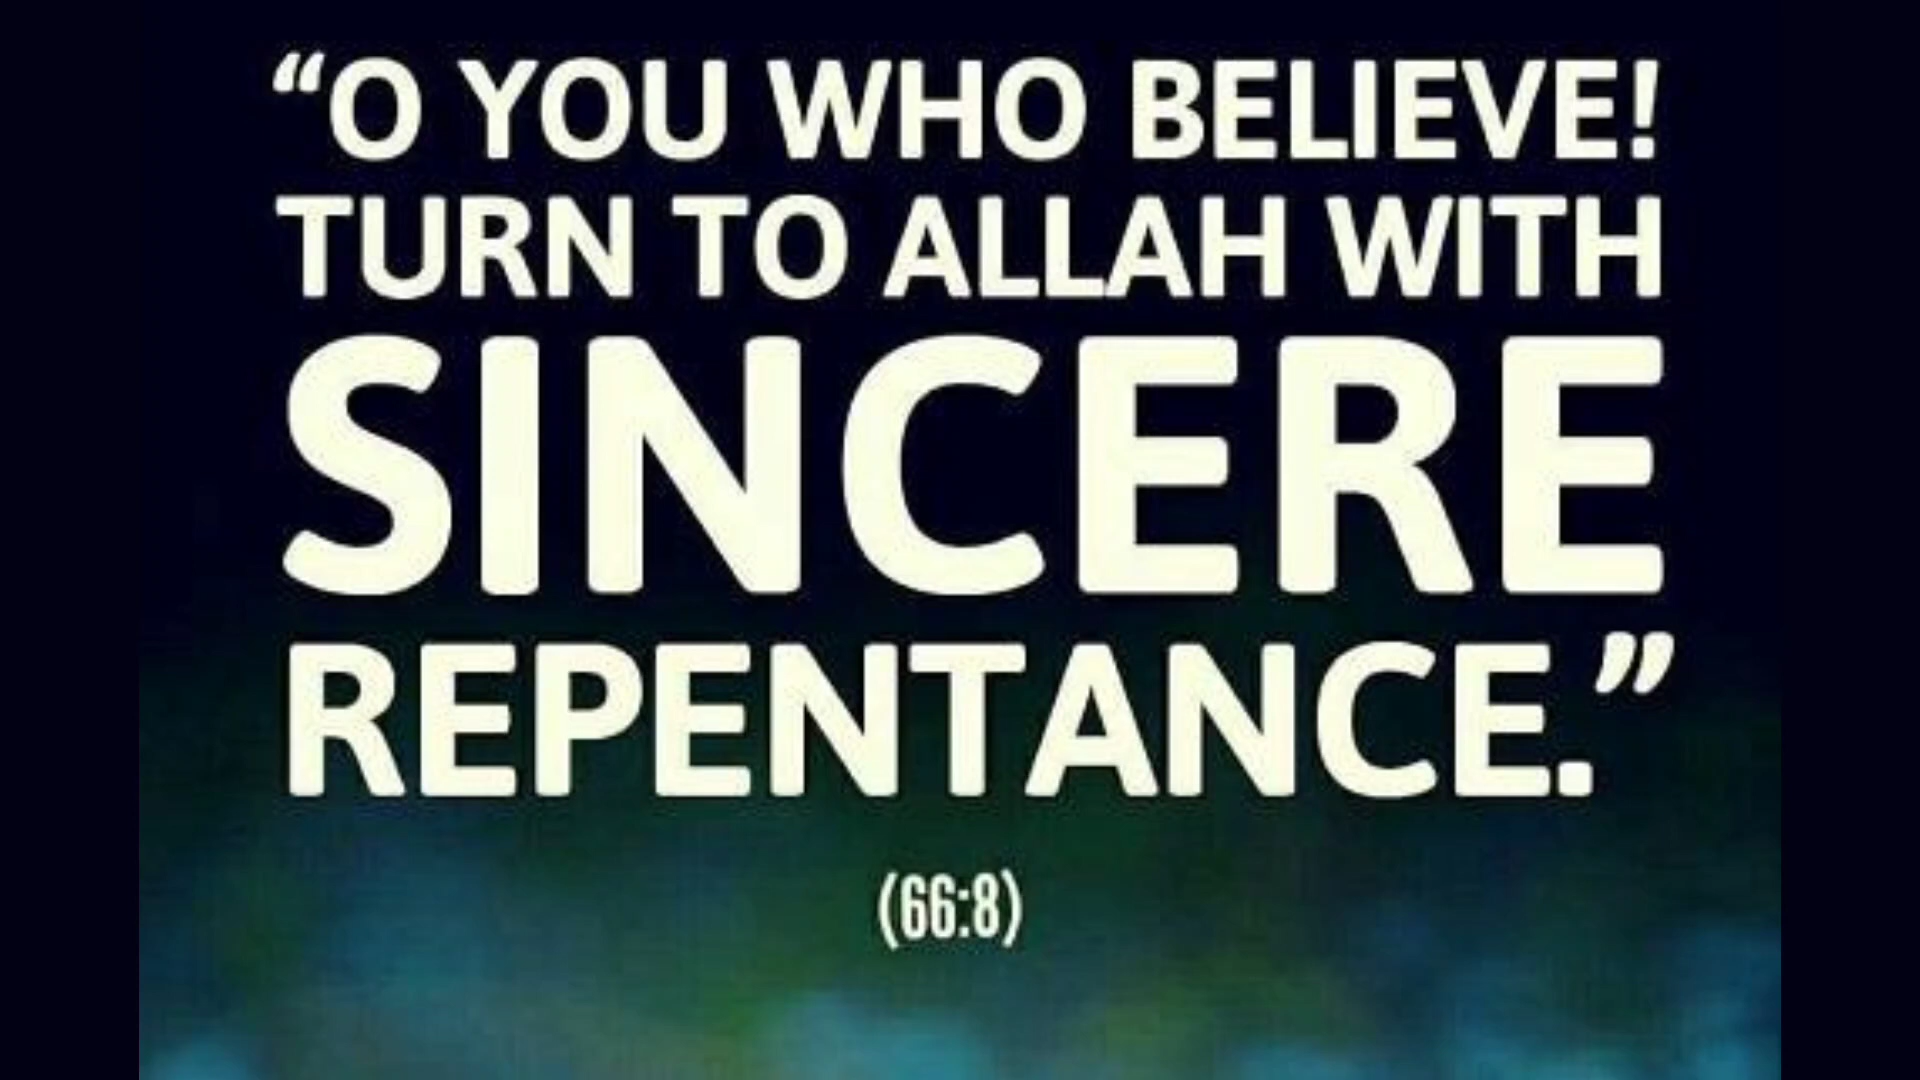 “O YOU WHO BELIEVE!
TURN TO ALLAH WITH
SINCERE
REPENTANCE.”
(66:8)